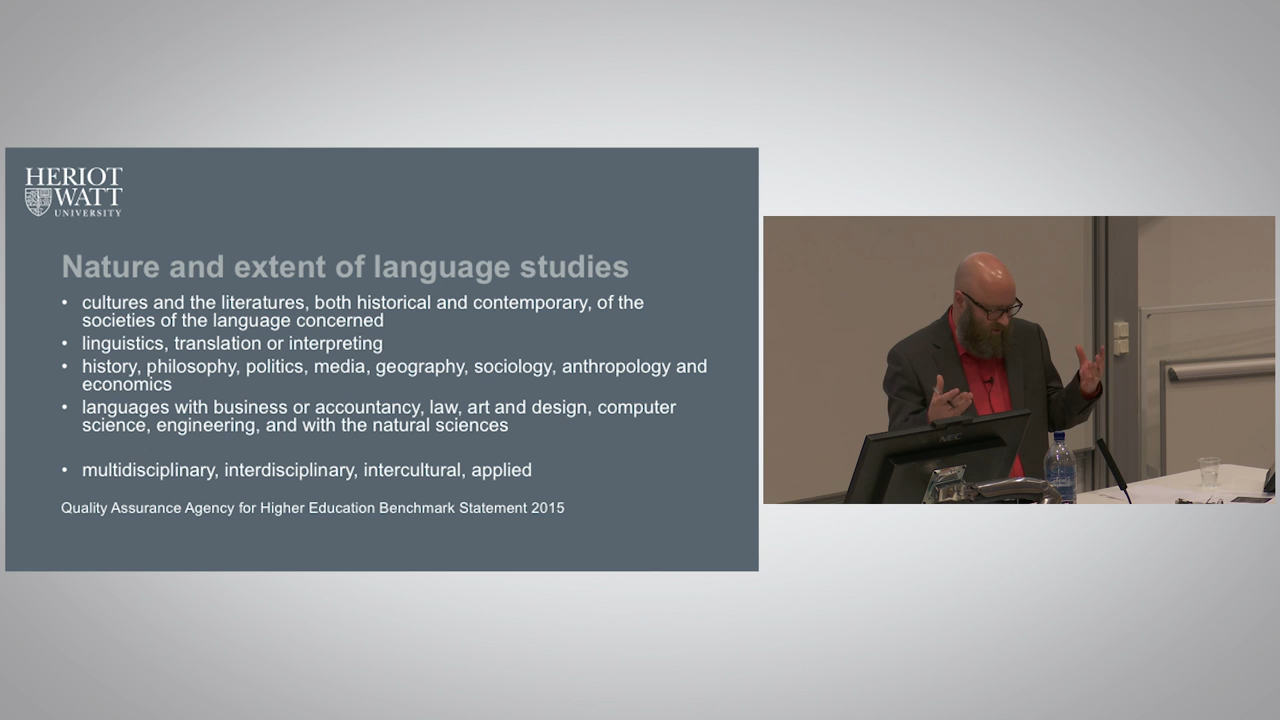 HERIOT
WATT
UNIVERSITY
Nature and extent of language studies
• cultures and the literatures, both historical and contemporary, of the
societies of the language concerned
• linguistics, translation or interpreting
• history, philosophy, politics, media, geography, sociology, anthropology and
economics
• languages with business or accountancy, law, art and design, computer
science, engineering, and with the natural sciences
• multidisciplinary, interdisciplinary, intercultural, applied
Quality Assurance Agency for Higher Education Benchmark Statement 2015
NEC